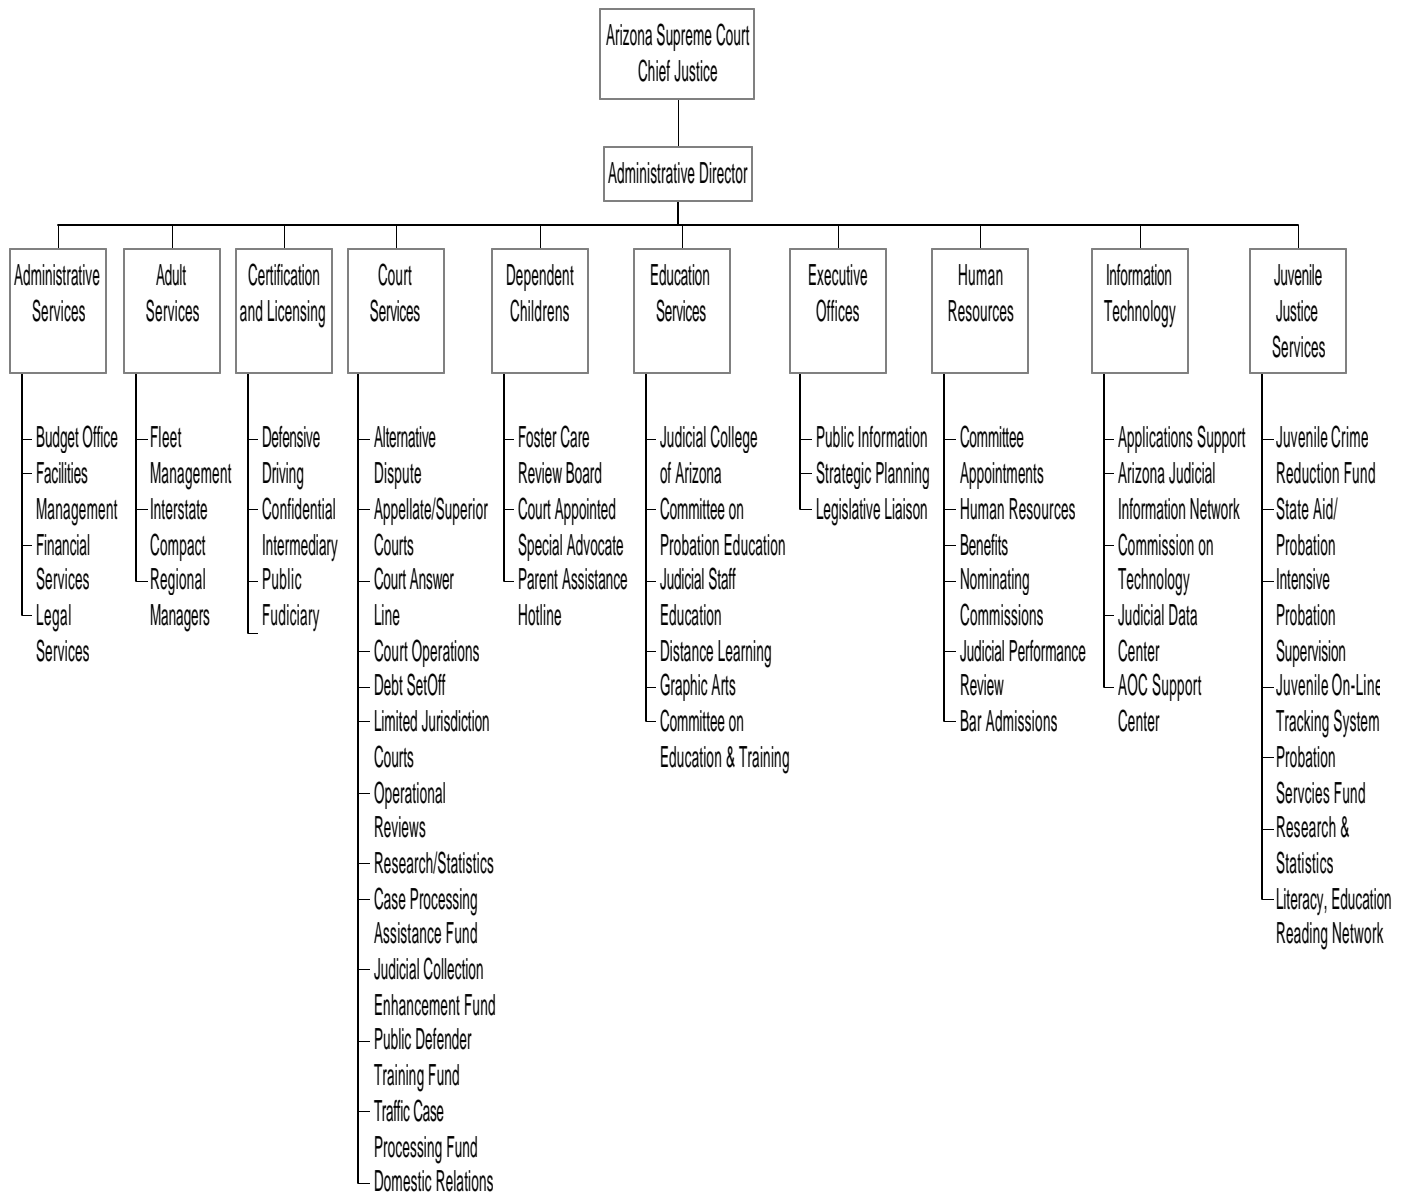 Arizona Supreme Court
Chief Justice
Administrative Director
Administrative
Services
Budget Office
Facilities
Management
Financial
Services
Legal
Services
Adult
Services
Fleet
Management
Interstate
Compact
Regional
Managers
Certification
and Licensing
Defensive
Driving
Confidential
Intermediary
Public
Fudiciary
Court
Services
Alternative
Dispute
Appellate/Superior
Courts
Court Answer
Line
Court Operations
Debt SetOff
Limited Jurisdiction
Courts
Operational
Reviews
Research/Statistics
Case Processing
Assistance Fund
Judicial Collection
Enhancement Fund
Public Defender
Training Fund
Traffic Case
Processing Fund
Domestic Relations
Dependent
Childrens
Foster Care
Review Board
Court Appointed
Special Advocate
Parent Assistance
Hotline
Education
Services
Judicial College
of Arizona
Committee on
Probation Education
Judicial Staff
Education
Distance Learning
Graphic Arts
Committee on
Education & Training
Executive
Offices
Public Information
Strategic Planning
Legislative Liaison
Human
Resources
Committee
Appointments
Human Resources
Benefits
Nominating
Commissions
Judicial Performance
Review
Bar Admissions
Information
Technology
Applications Support
Arizona Judicial
Information Network
Commission on
Technology
Judicial Data
Center
AOC Support
Center
Juvenile
Justice
Services
Juvenile Crime
Reduction Fund
State Aid/
Probation
Intensive
Probation
Supervision
Juvenile On-Line
Tracking System
Probation
Servcies Fund
Research &
Statistics
Literacy, Education
Reading Network